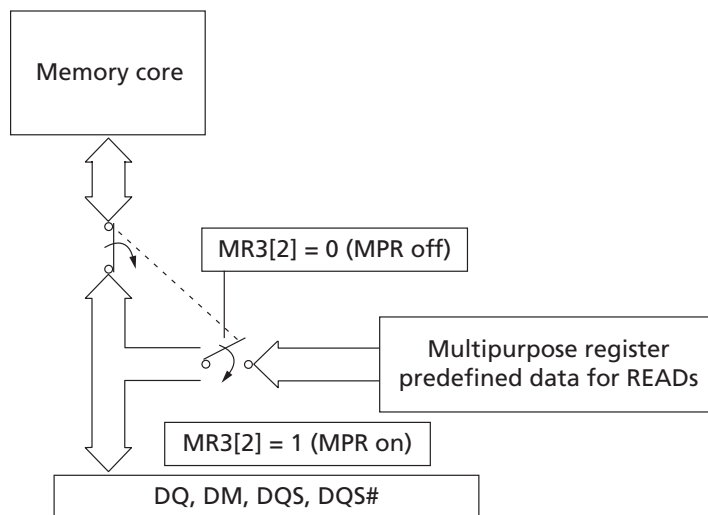 Memory core
MR3[2] = 0 (MPR off)
Multipurpose register
predefined data for READs
MR3[2] = 1 (MPR on)
DQ, DM, DQS, DQS#